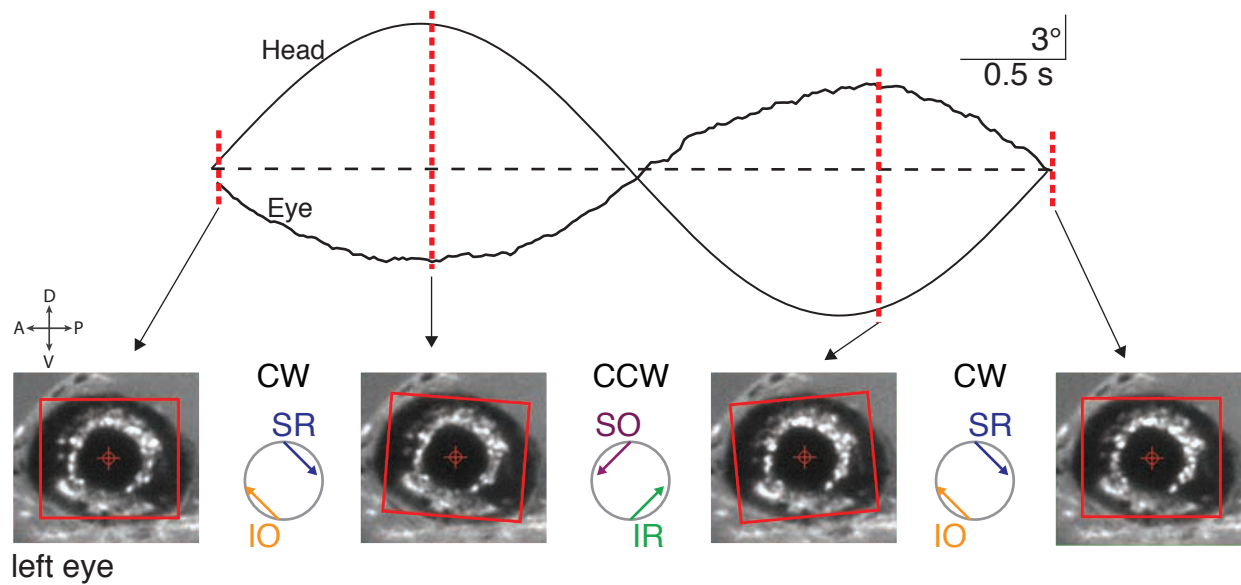 Head
3°
0.5 s
Eye
D
A P
V
CW CCW CW
SR SO SR
IO IR IO
left eye